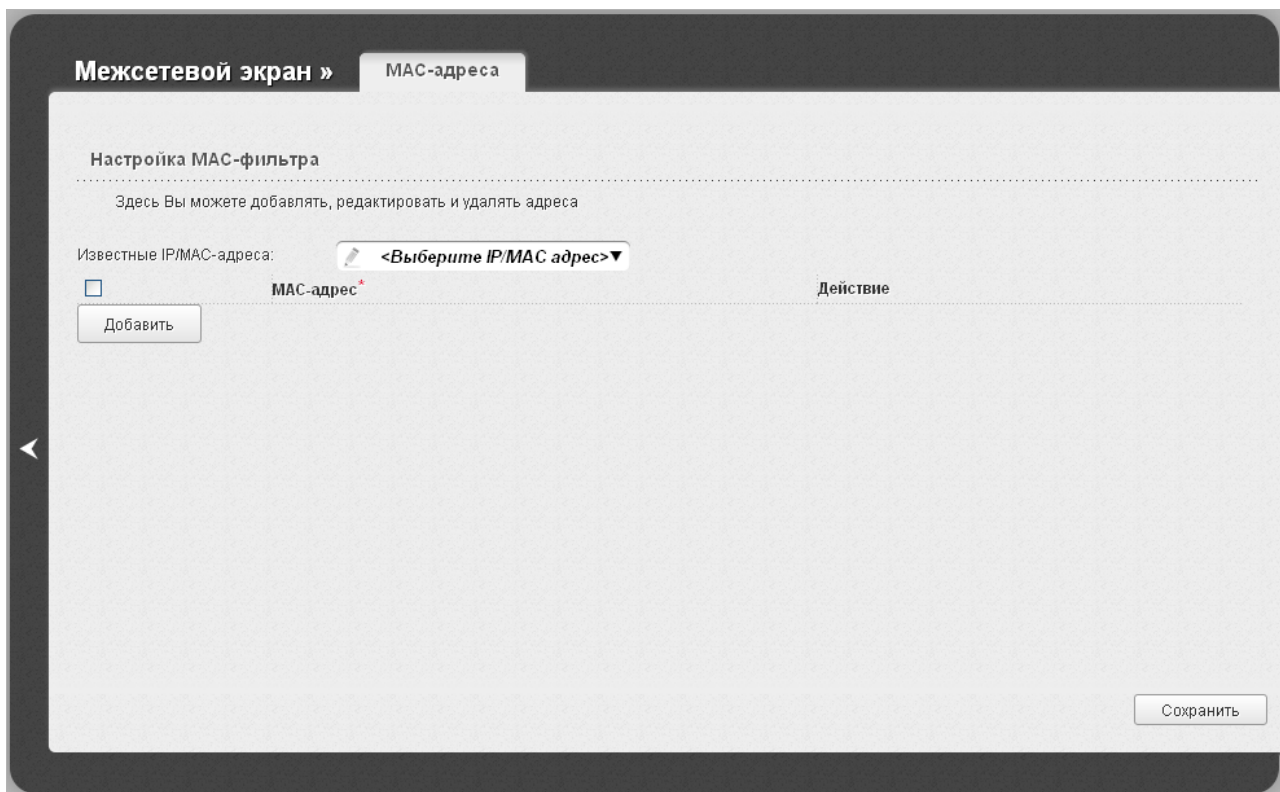 Межсетевой экран » MAC-адреса
Настройка MAC-фильтра
Здесь Вы можете добавлять, редактировать и удалять адреса
Известные IP/MAC-адреса: <Выберите IP/MAC адрес>▼
MAC-адрес* Действие
Добавить
Сохранить